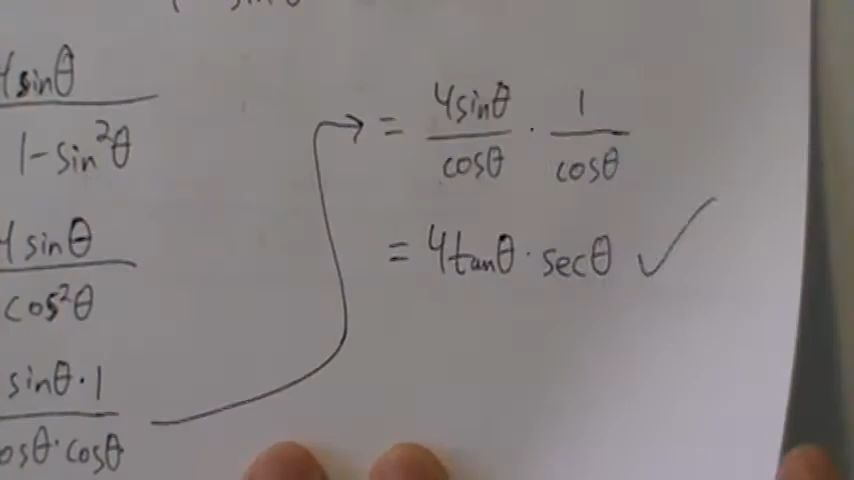 4sinθ
1-sin²θ
4sinθ
cos²θ
sinθ·1
cosθ·cosθ
= 4sinθ/cosθ · 1/cosθ
= 4tanθ·secθ ✓